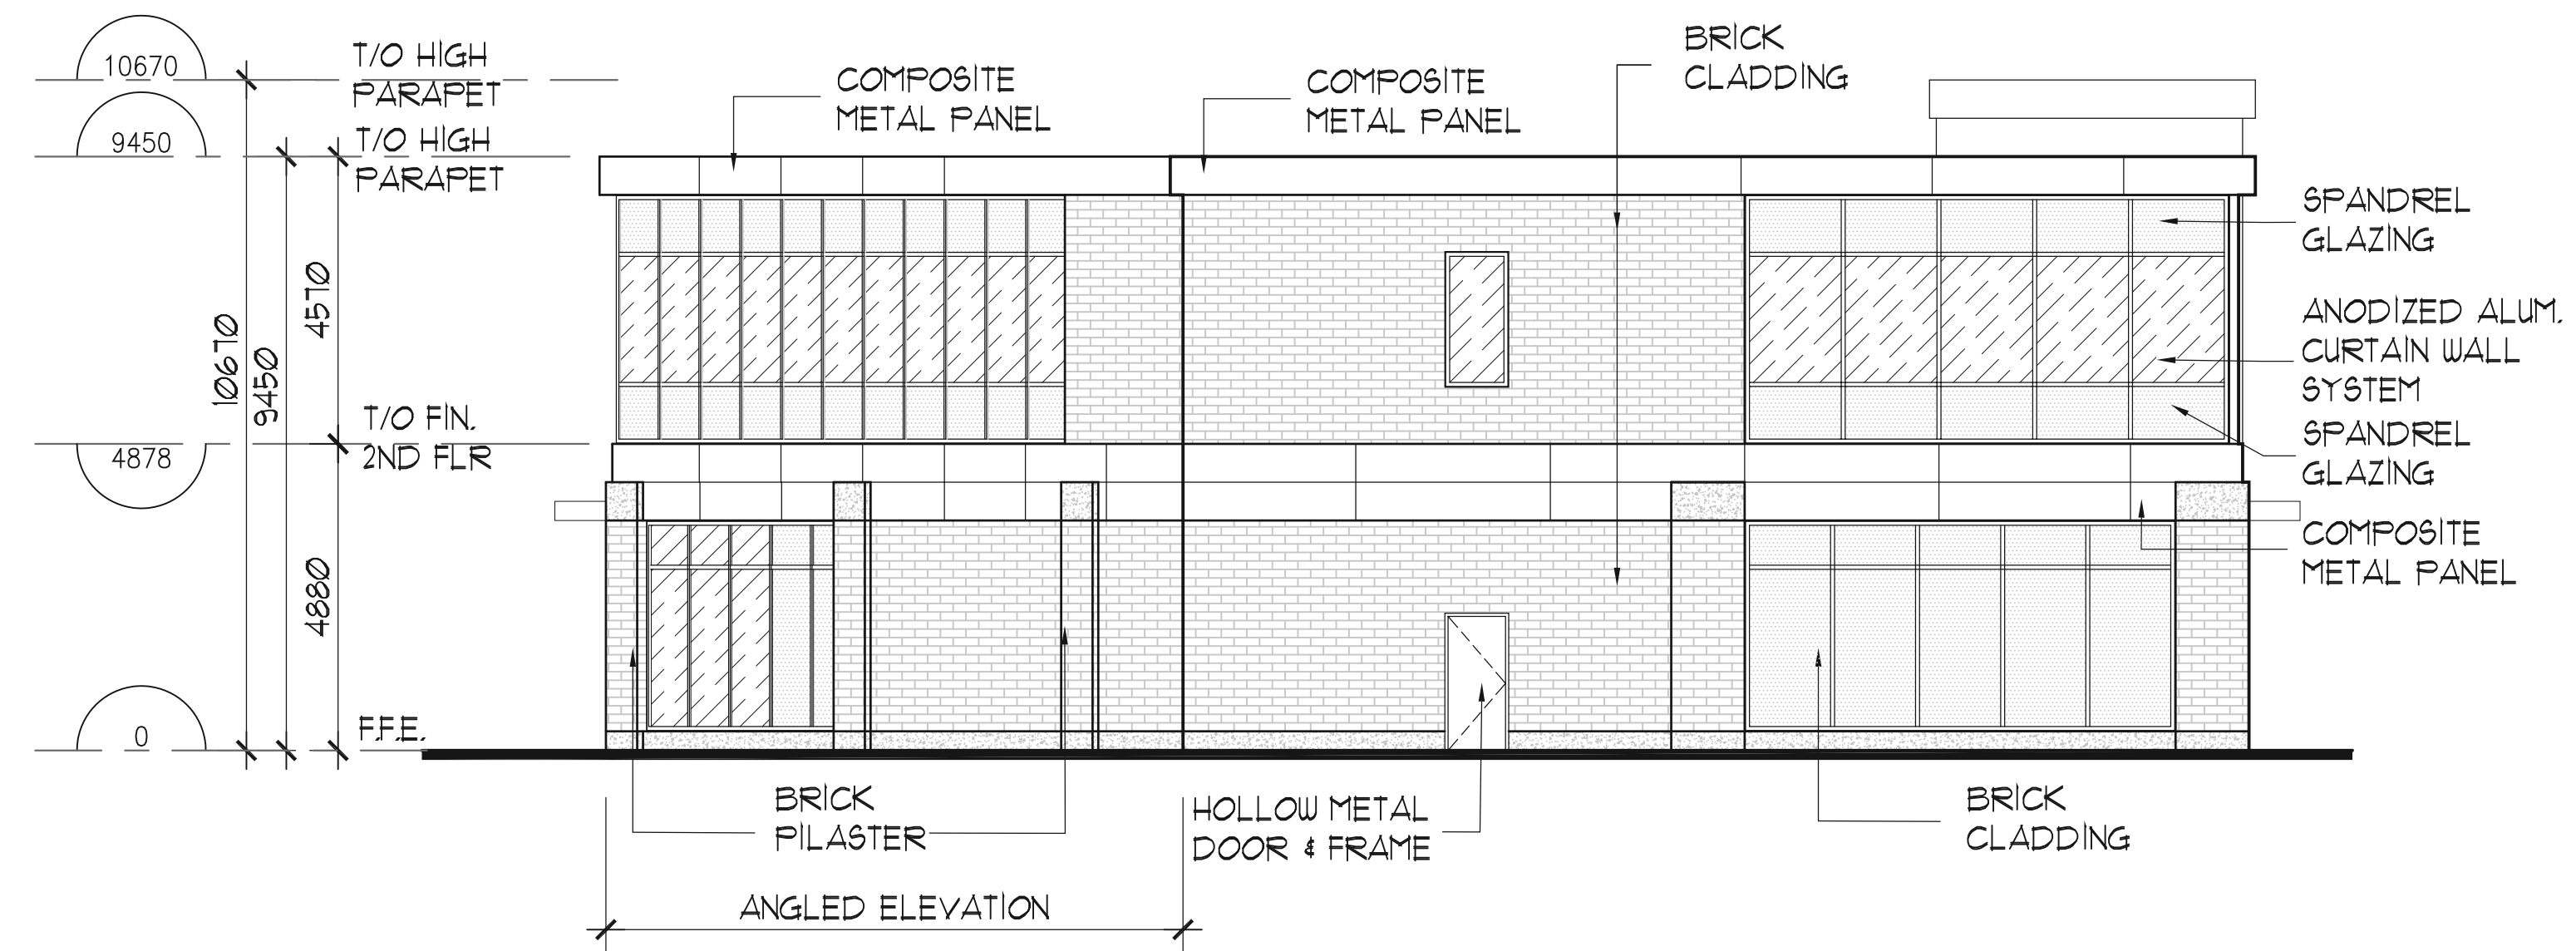 10670
T/O HIGH
PARAPET
9450
T/O HIGH
PARAPET
COMPOSITE
METAL PANEL
COMPOSITE
METAL PANEL
BRICK
CLADDING
SPANDREL
GLAZING
ANODIZED ALUM.
CURTAIN WALL
SYSTEM
SPANDREL
GLAZING
COMPOSITE
METAL PANEL
10670
9450
4570
T/O FIN.
2ND FLR
4878
4880
F.F.E.
0
BRICK
PILASTER
HOLLOW METAL
DOOR & FRAME
BRICK
CLADDING
ANGLED ELEVATION